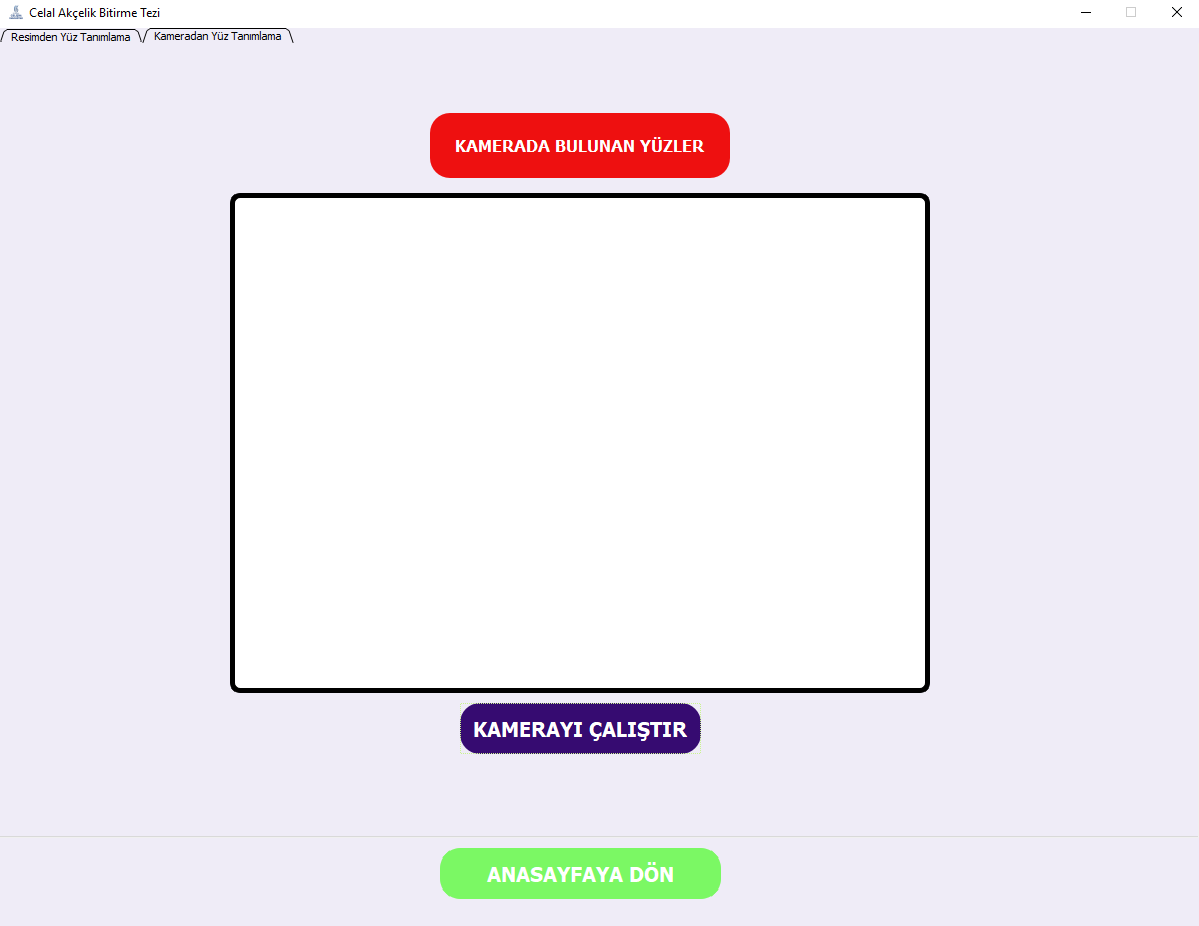 Celal Akçelik Bitirme Tezi
Resimden Yüz Tanımlama
Kameradan Yüz Tanımlama
KAMERADA BULUNAN YÜZLER
KAMERAYI ÇALIŞTIR
ANASAYFAYA DÖN